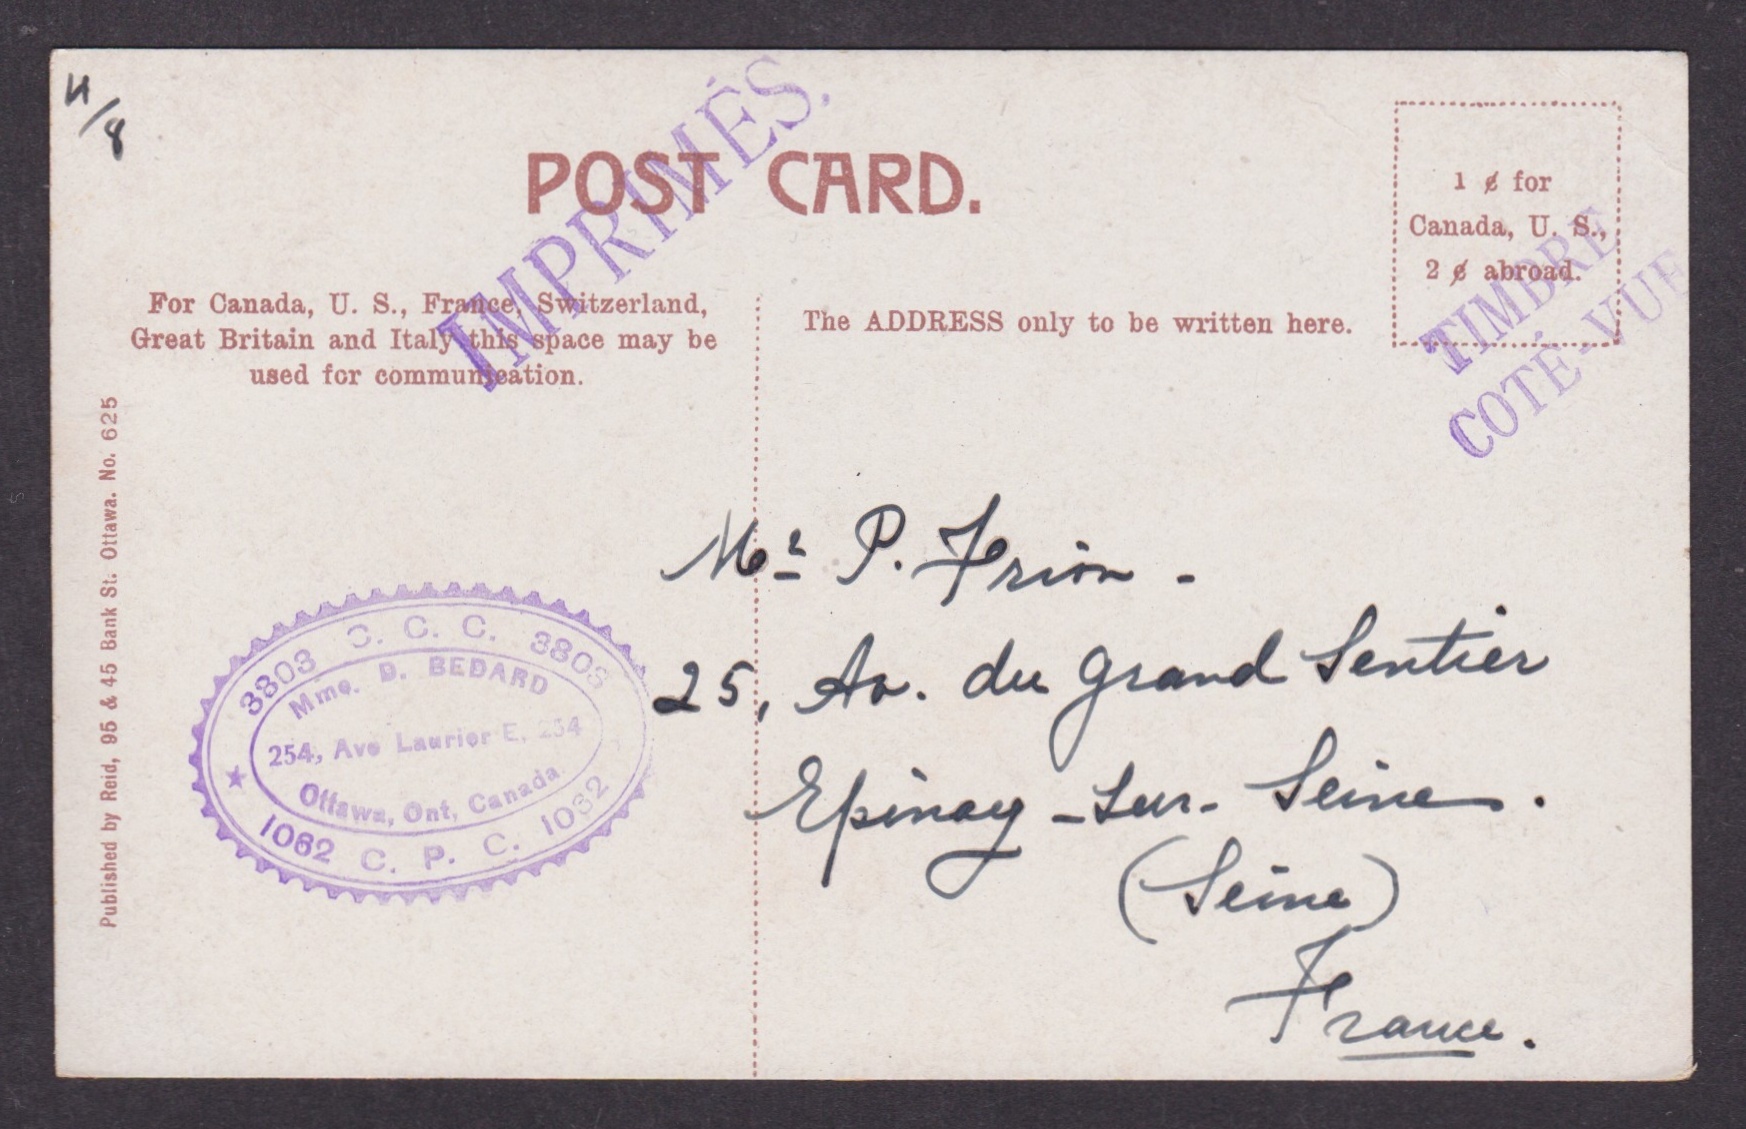 4/8
POST CARD.
IMPRIMÉS.
1 ¢ for
Canada, U. S.,
2 ¢ abroad.
TIMBRE
COTÉ-VUE
For Canada, U. S., France, Switzerland,
Great Britain and Italy this space may be
used for communication.
The ADDRESS only to be written here.
Published by Reid, 95 & 45 Bank St. Ottawa. No. 625
Mr P. Frion -
25, Av. du Grand Sentier
Epinay-sur-Seine.
(Seine)
France.
3803 C. C. C. 3803
Mme. D. BEDARD
254, Ave Laurier E. 254
Ottawa, Ont, Canada
1062 C. P. C. 1062